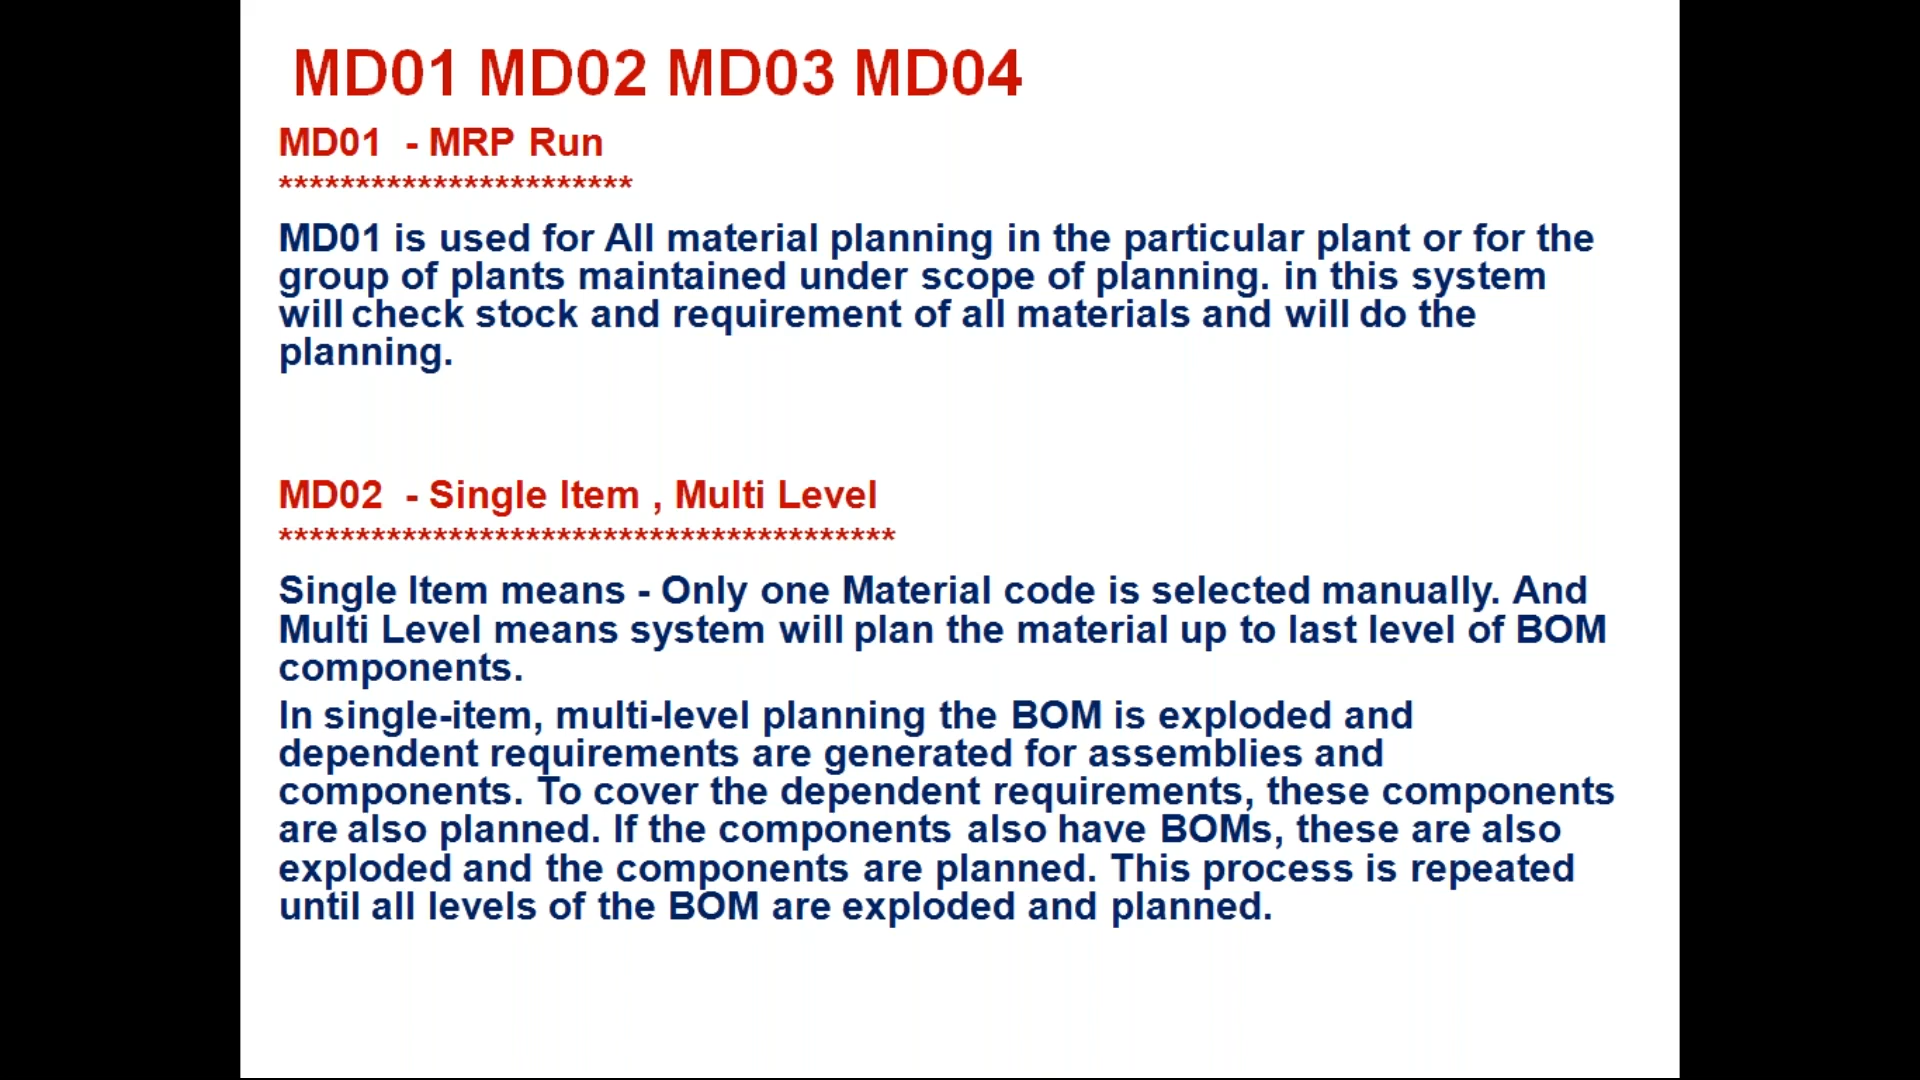 MD01 MD02 MD03 MD04
MD01 - MRP Run
***********************
MD01 is used for All material planning in the particular plant or for the
group of plants maintained under scope of planning. in this system
will check stock and requirement of all materials and will do the
planning.
MD02 - Single Item , Multi Level
****************************************
Single Item means - Only one Material code is selected manually. And
Multi Level means system will plan the material up to last level of BOM
components.
In single-item, multi-level planning the BOM is exploded and
dependent requirements are generated for assemblies and
components. To cover the dependent requirements, these components
are also planned. If the components also have BOMs, these are also
exploded and the components are planned. This process is repeated
until all levels of the BOM are exploded and planned.